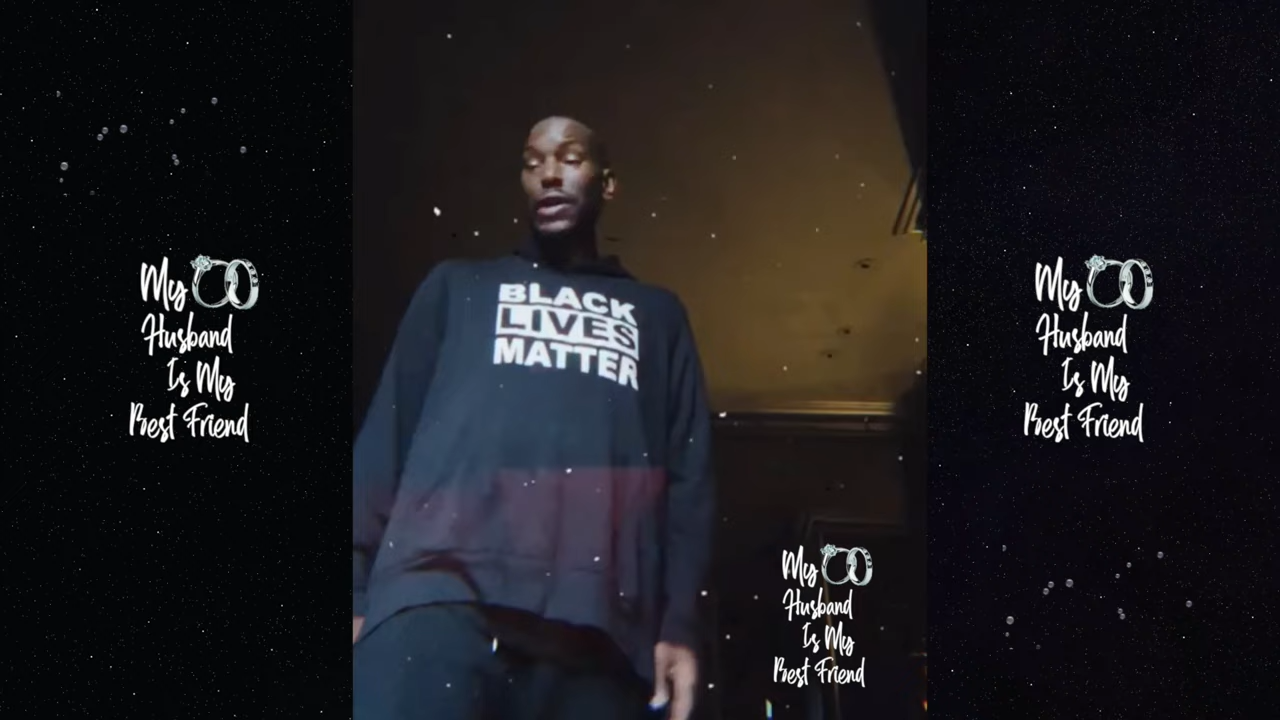 My
Husband
Is My
Best Friend
BLACK
LIVES
MATTER
My
Husband
Is My
Best Friend
My
Husband
Is My
Best Friend